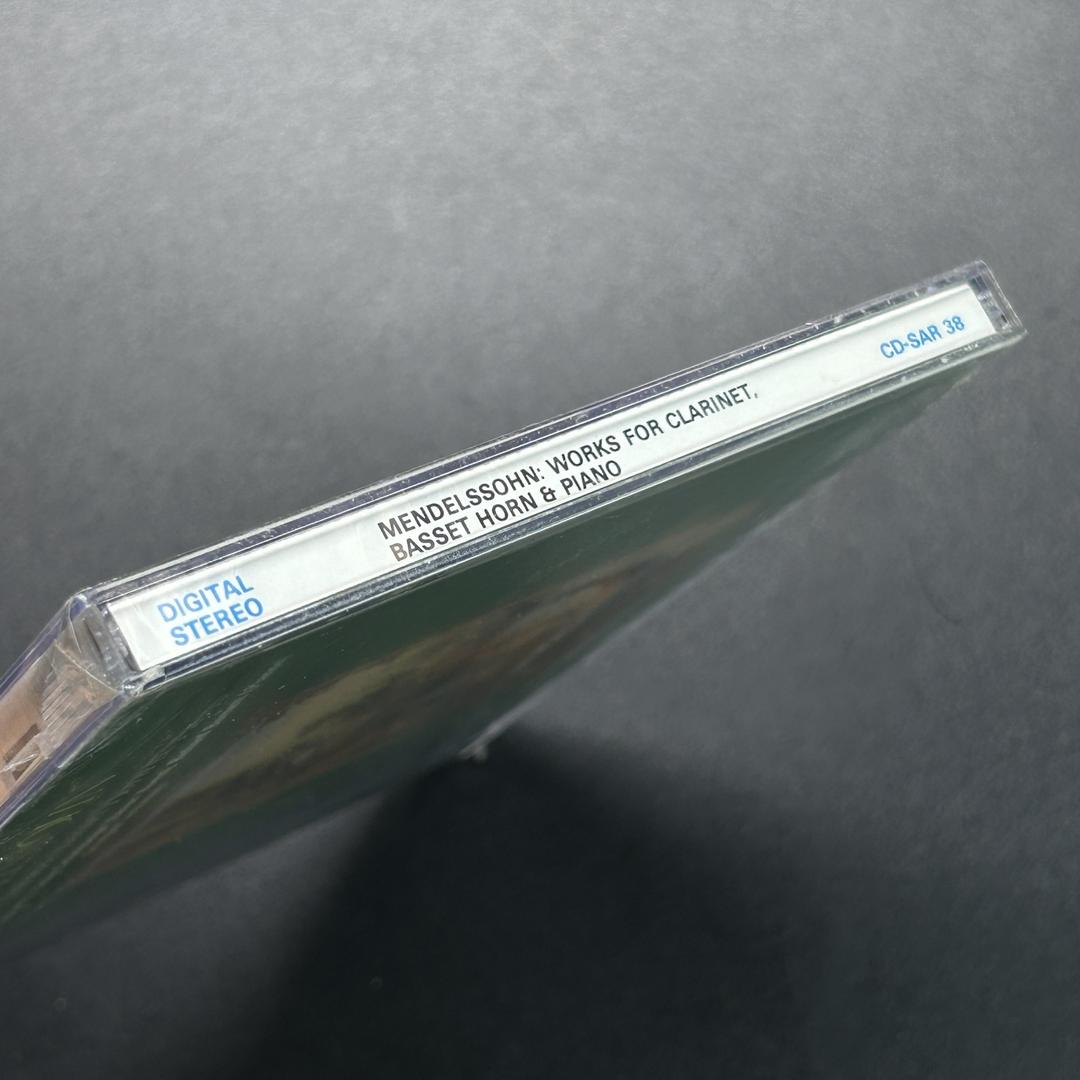 DIGITAL
STEREO
MENDELSSOHN: WORKS FOR CLARINET,
BASSET HORN & PIANO
CD-SAR 38